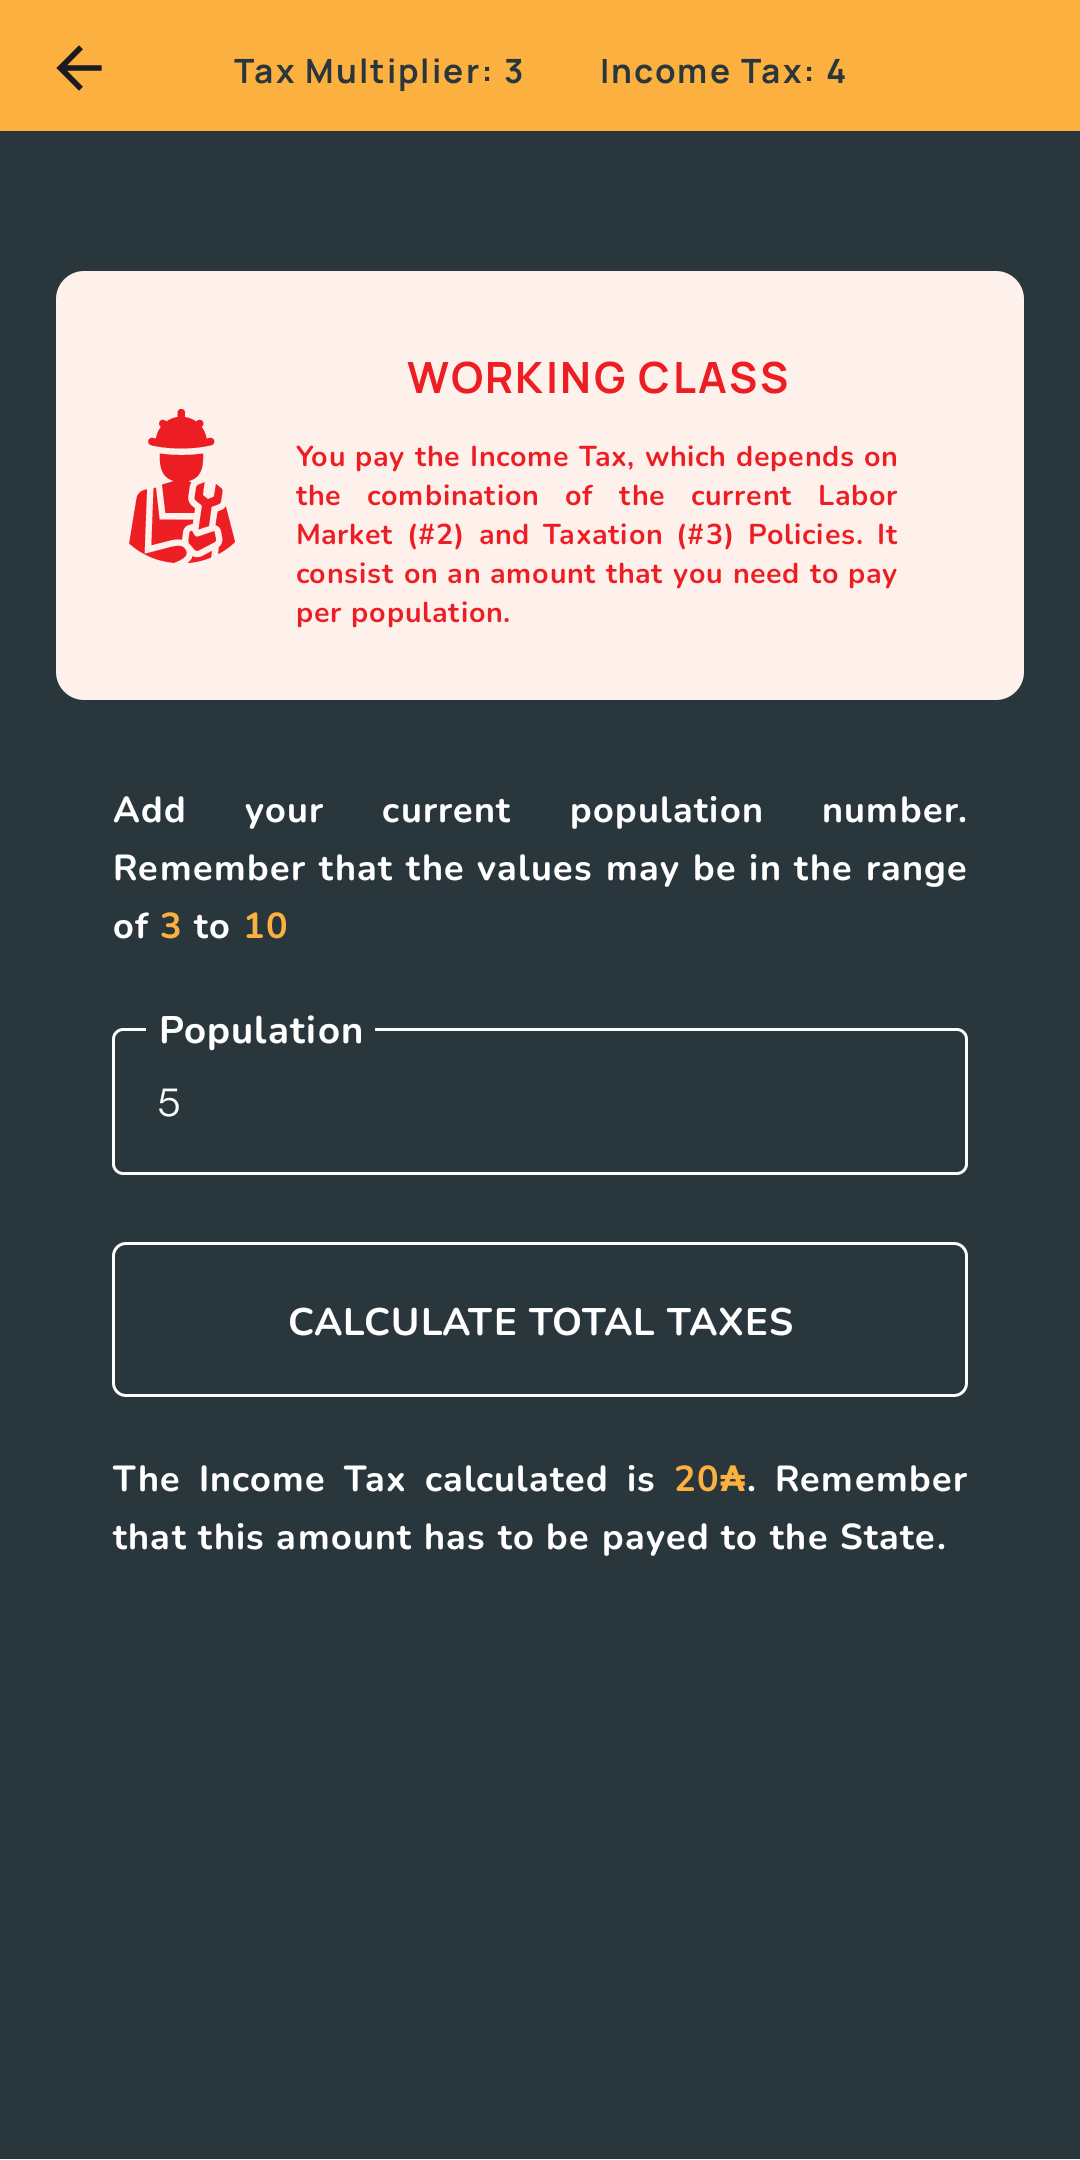 Tax Multiplier: 3 Income Tax: 4
WORKING CLASS
You pay the Income Tax, which depends on
the combination of the current Labor
Market (#2) and Taxation (#3) Policies. It
consist on an amount that you need to pay
per population.
Add your current population number.
Remember that the values may be in the range
of 3 to 10
Population
5
CALCULATE TOTAL TAXES
The Income Tax calculated is 20₳. Remember
that this amount has to be payed to the State.